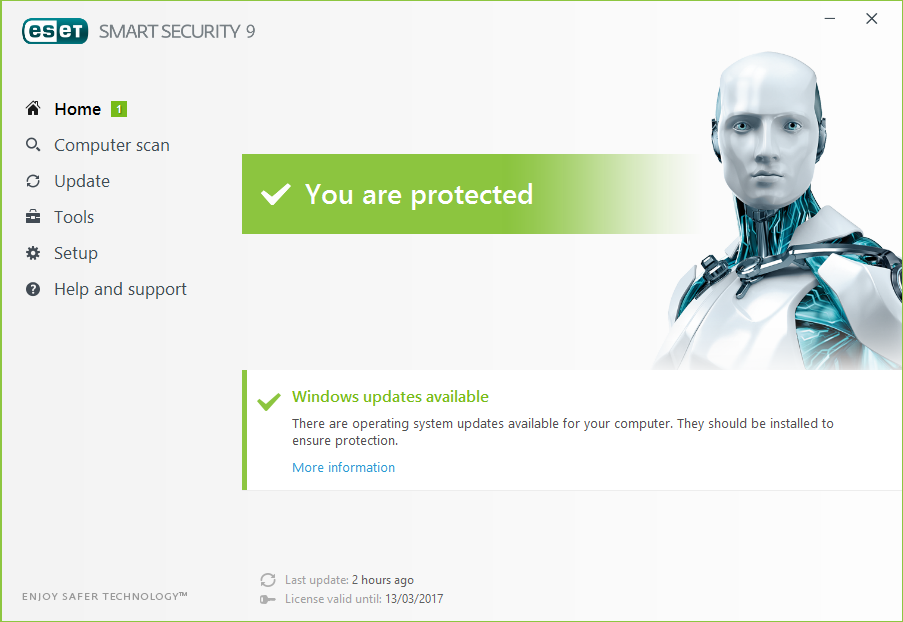 eseT SMART SECURITY 9
Home 1
Computer scan
Update
Tools
Setup
Help and support
You are protected
Windows updates available
There are operating system updates available for your computer. They should be installed to
ensure protection.
More information
Last update: 2 hours ago
License valid until: 13/03/2017
ENJOY SAFER TECHNOLOGY™